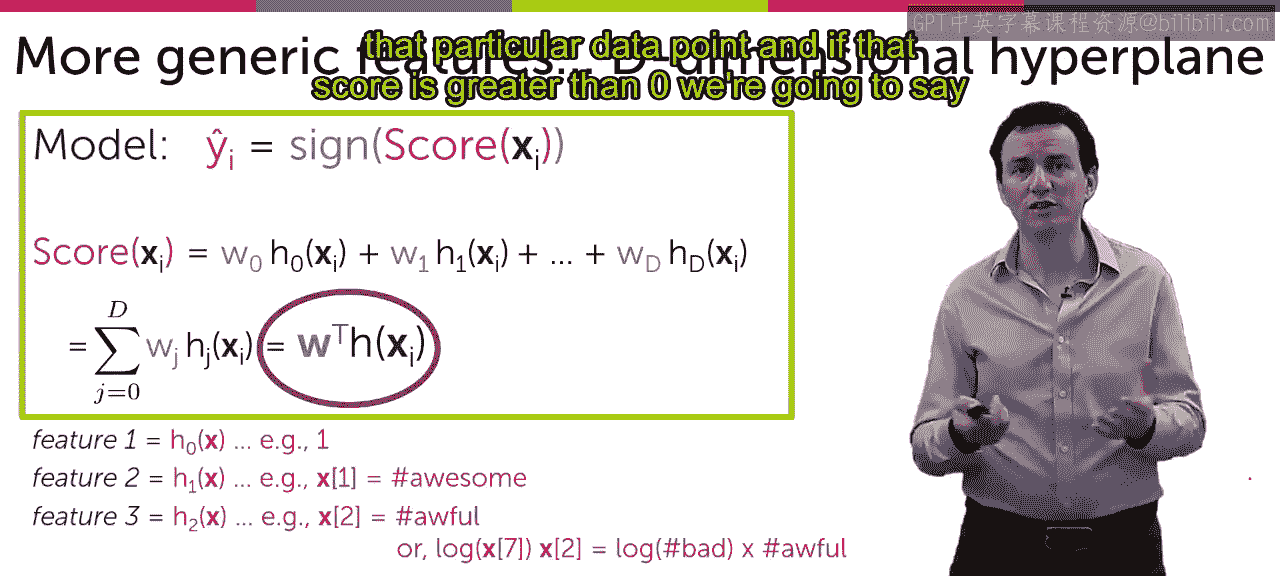 GPT中英字幕课程资源@bilibili.com
More generic features... D-dimensional hyperplane
that particular data point and if that
score is greater than 0 we're going to say
Model: ŷᵢ = sign(Score(xᵢ))
Score(xᵢ) = w₀ h₀(xᵢ) + w₁ h₁(xᵢ) + ... + w_D h_D(xᵢ)
= ∑_{j=0}^{D} wⱼ hⱼ(xᵢ) = wᵀh(xᵢ)
feature 1 = h₀(x) ... e.g., 1
feature 2 = h₁(x) ... e.g., x[1] = #awesome
feature 3 = h₂(x) ... e.g., x[2] = #awful
or, log(x[7]) x[2] = log(#bad) x #awful